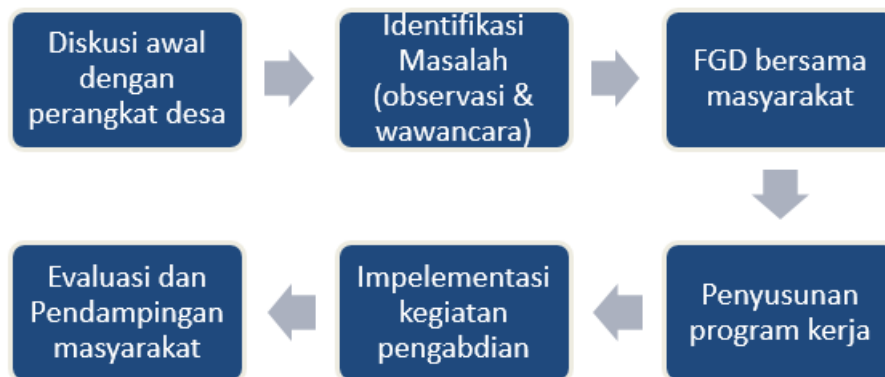 Diskusi awal
dengan
perangkat desa
Identifikasi
Masalah
(observasi &
wawancara)
FGD bersama
masyarakat
Penyusunan
program kerja
Impelementasi
kegiatan
pengabdian
Evaluasi dan
Pendampingan
masyarakat